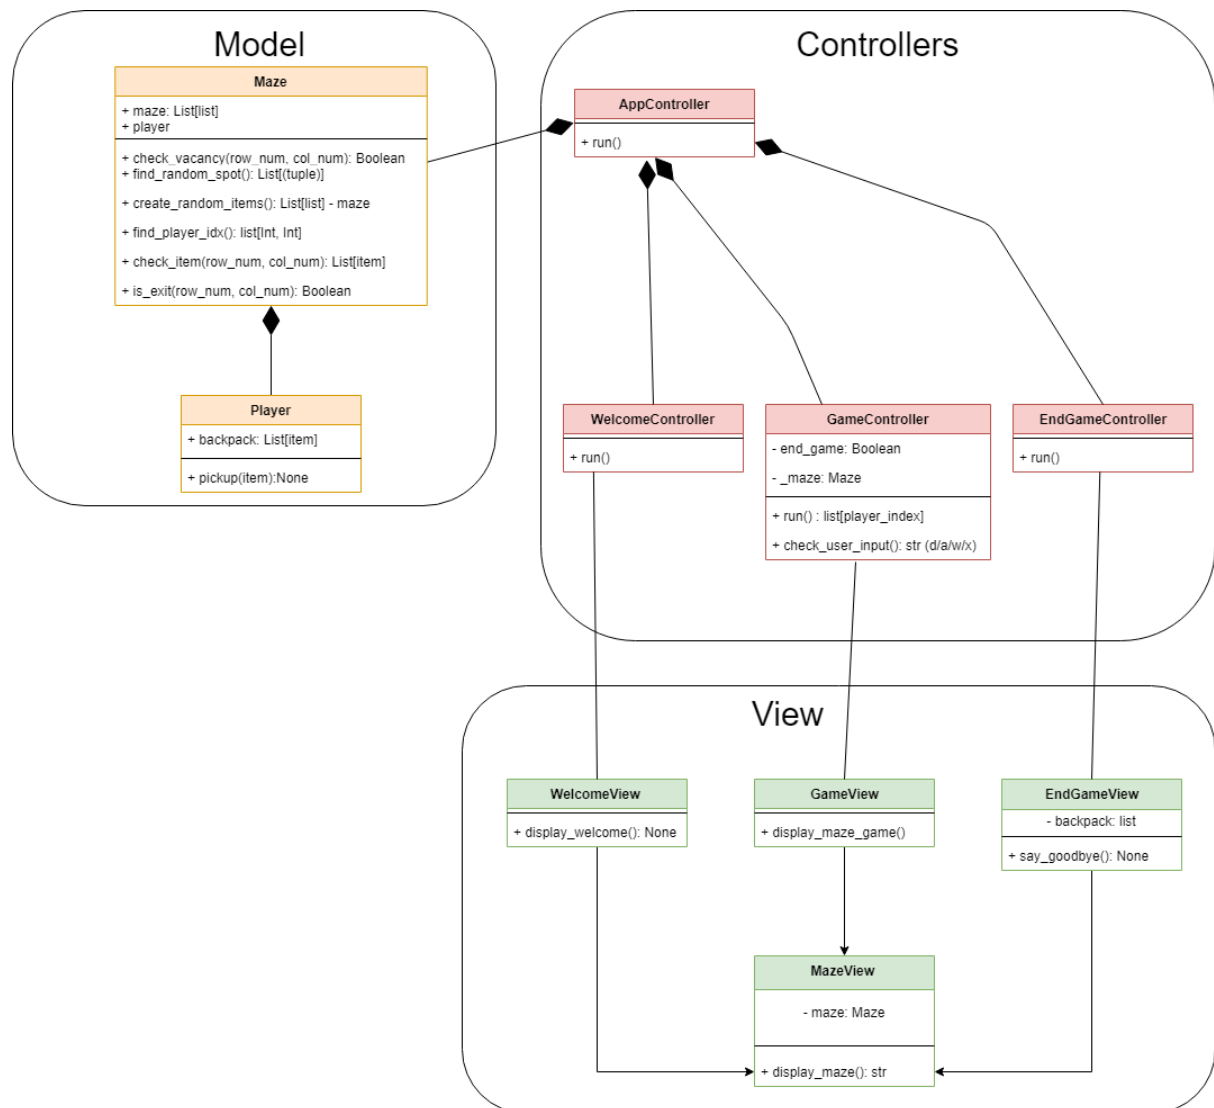 Model
Maze
+ maze: List[list]
+ player
+ check_vacancy(row_num, col_num): Boolean
+ find_random_spot(): List[(tuple)]
+ create_random_items(): List[list] - maze
+ find_player_idx(): list[Int, Int]
+ check_item(row_num, col_num): List[item]
+ is_exit(row_num, col_num): Boolean
Player
+ backpack: List[item]
+ pickup(item):None
Controllers
AppController
+ run()
WelcomeController
+ run()
GameController
- end_game: Boolean
- _maze: Maze
+ run() : list[player_index]
+ check_user_input(): str (d/a/w/x)
EndGameController
+ run()
View
WelcomeView
+ display_welcome(): None
GameView
+ display_maze_game()
EndGameView
- backpack: list
+ say_goodbye(): None
MazeView
- maze: Maze
+ display_maze(): str